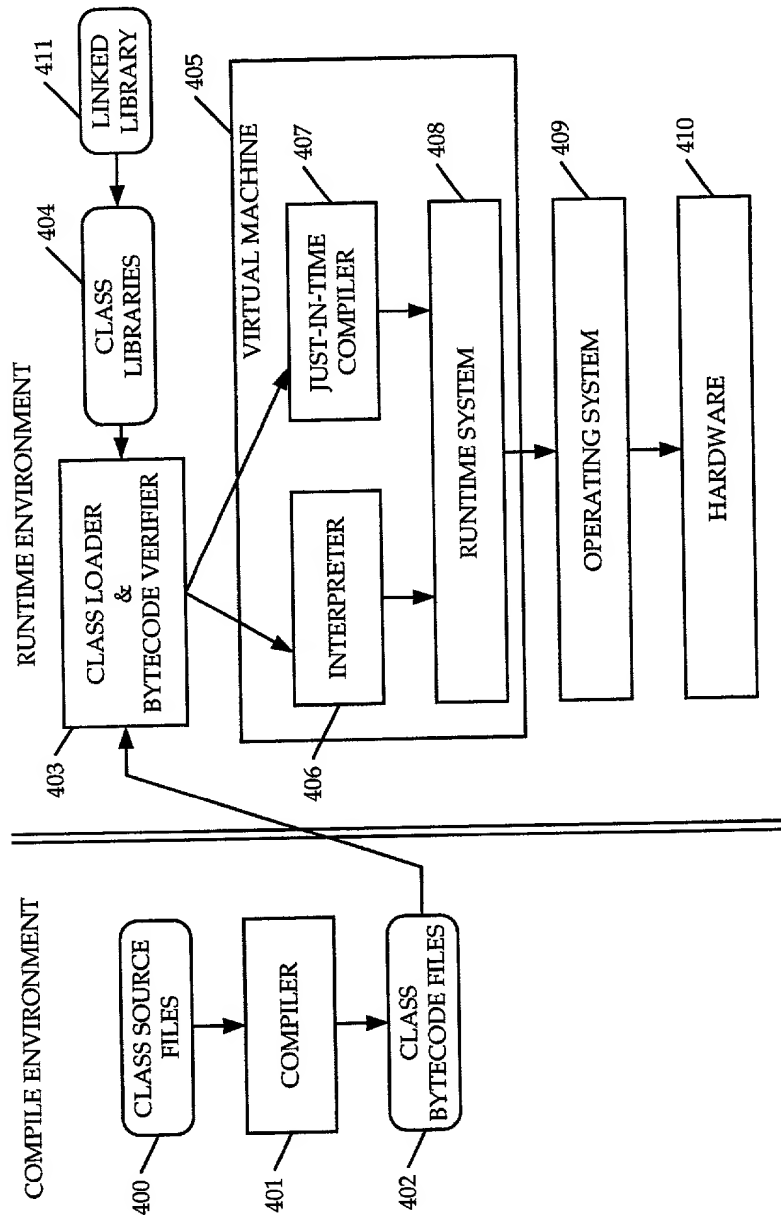 COMPILE ENVIRONMENT
400
CLASS SOURCE
FILES
401
COMPILER
402
CLASS
BYTECODE FILES
RUNTIME ENVIRONMENT
403
CLASS LOADER
&
BYTECODE VERIFIER
404
CLASS
LIBRARIES
411
LINKED
LIBRARY
405
VIRTUAL MACHINE
406
INTERPRETER
407
JUST-IN-TIME
COMPILER
408
RUNTIME SYSTEM
409
OPERATING SYSTEM
410
HARDWARE